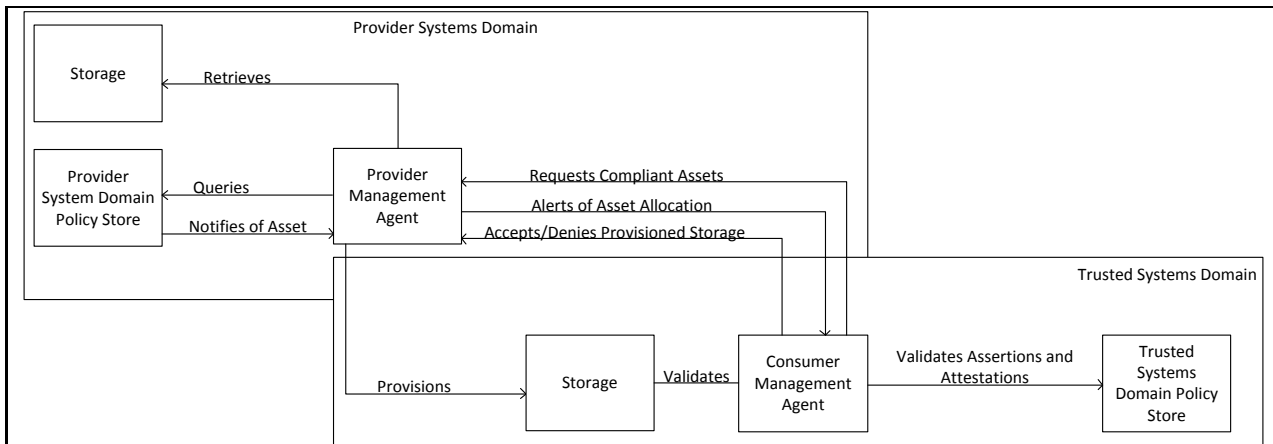 Provider Systems Domain
Storage
Retrieves
Provider
System Domain
Policy Store
Queries
Notifies of Asset
Provider
Management
Agent
Requests Compliant Assets
Alerts of Asset Allocation
Accepts/Denies Provisioned Storage
Trusted Systems Domain
Provisions
Storage
Validates
Consumer
Management
Agent
Validates Assertions and
Attestations
Trusted
Systems
Domain Policy
Store